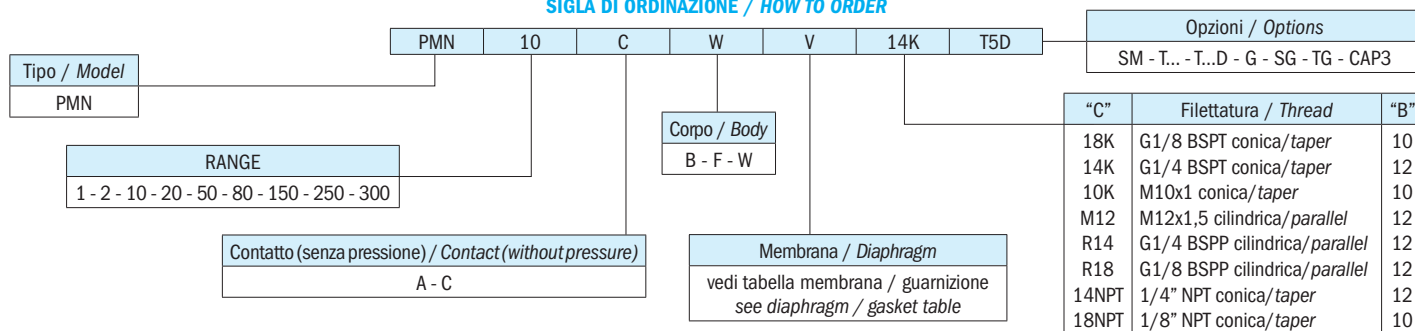 SIGLA DI ORDINAZIONE / HOW TO ORDER
PMN 10 C W V 14K T5D
Opzioni / Options
SM - T... - T...D - G - SG - TG - CAP3
Tipo / Model
PMN
RANGE
1 - 2 - 10 - 20 - 50 - 80 - 150 - 250 - 300
Contatto (senza pressione) / Contact (without pressure)
A - C
Corpo / Body
B - F - W
Membrana / Diaphragm
vedi tabella membrana / guarnizione
see diaphragm / gasket table
“C” Filettatura / Thread “B”
18K G1/8 BSPT conica/taper 10
14K G1/4 BSPT conica/taper 12
10K M10x1 conica/taper 10
M12 M12x1,5 cilindrica/parallel 12
R14 G1/4 BSPP cilindrica/parallel 12
R18 G1/8 BSPP cilindrica/parallel 12
14NPT 1/4” NPT conica/taper 12
18NPT 1/8” NPT conica/taper 10